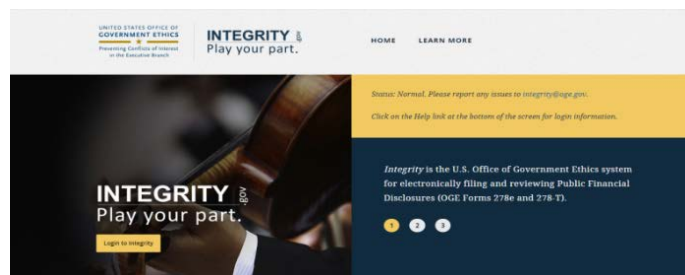 UNITED STATES OFFICE OF
GOVERNMENT ETHICS
Preventing Conflicts of Interest
in the Executive Branch
INTEGRITY .gov
Play your part.
HOME LEARN MORE
Status: Normal. Please report any issues to integrity@oge.gov.
Click on the Help link at the bottom of the screen for login information.
INTEGRITY .gov
Play your part.
Login to Integrity
Integrity is the U.S. Office of Government Ethics system
for electronically filing and reviewing Public Financial
Disclosures (OGE Forms 278e and 278-T).
1 2 3